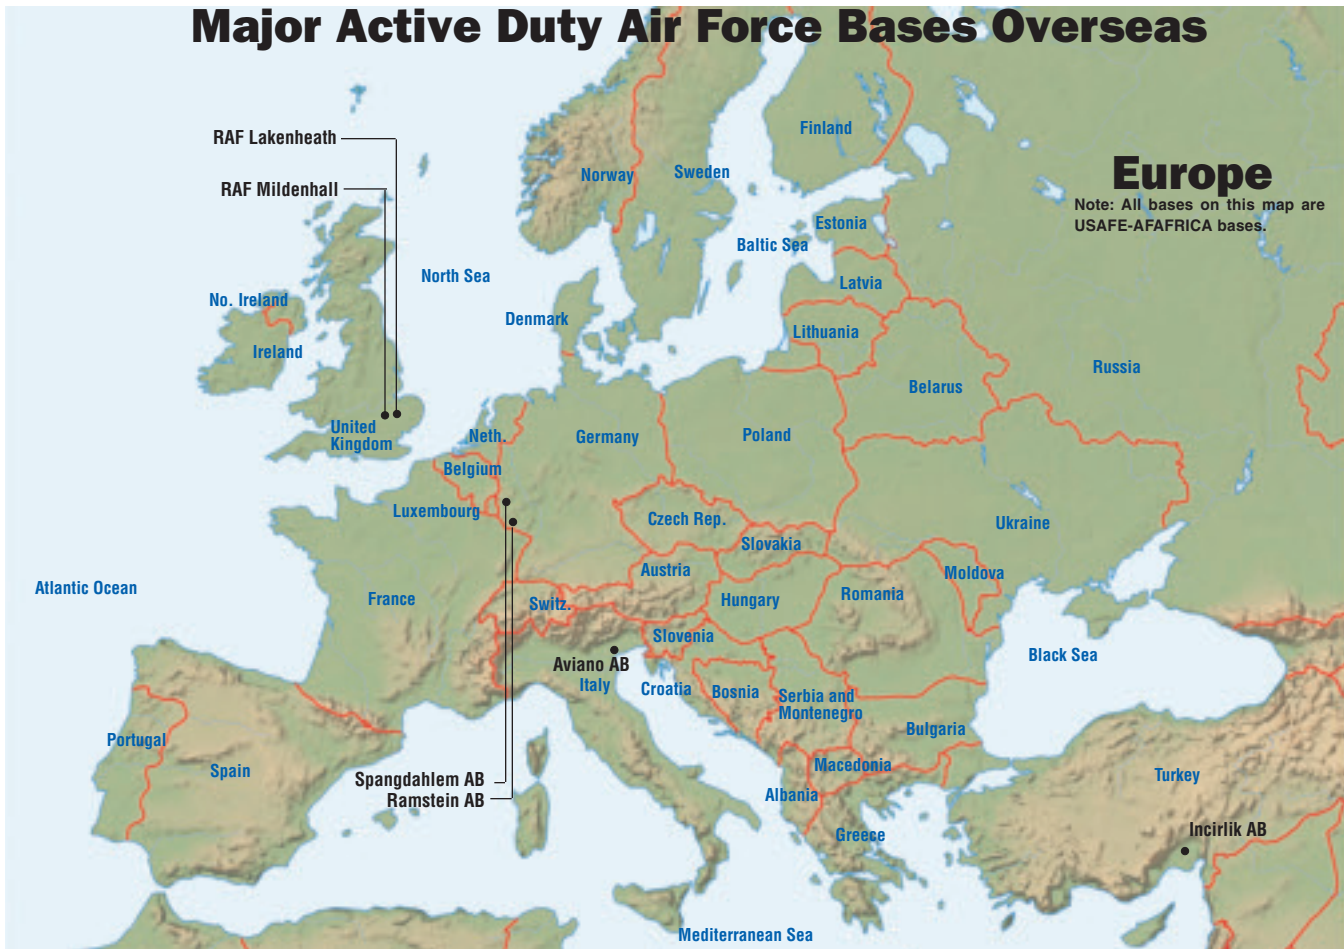 Major Active Duty Air Force Bases Overseas
Europe
Note: All bases on this map are
USAFE-AFAFRICA bases.
RAF Lakenheath
RAF Mildenhall
Finland
Norway
Sweden
Estonia
Baltic Sea
North Sea
Latvia
No. Ireland
Denmark
Lithuania
Ireland
Russia
Belarus
United
Kingdom
Neth.
Germany
Poland
Belgium
Luxembourg
Czech Rep.
Ukraine
Slovakia
Austria
Moldova
Atlantic Ocean
France
Switz.
Hungary
Romania
Slovenia
Black Sea
Aviano AB
Italy
Croatia
Bosnia
Serbia and
Montenegro
Bulgaria
Portugal
Spain
Macedonia
Spangdahlem AB
Ramstein AB
Albania
Turkey
Greece
Incirlik AB
Mediterranean Sea